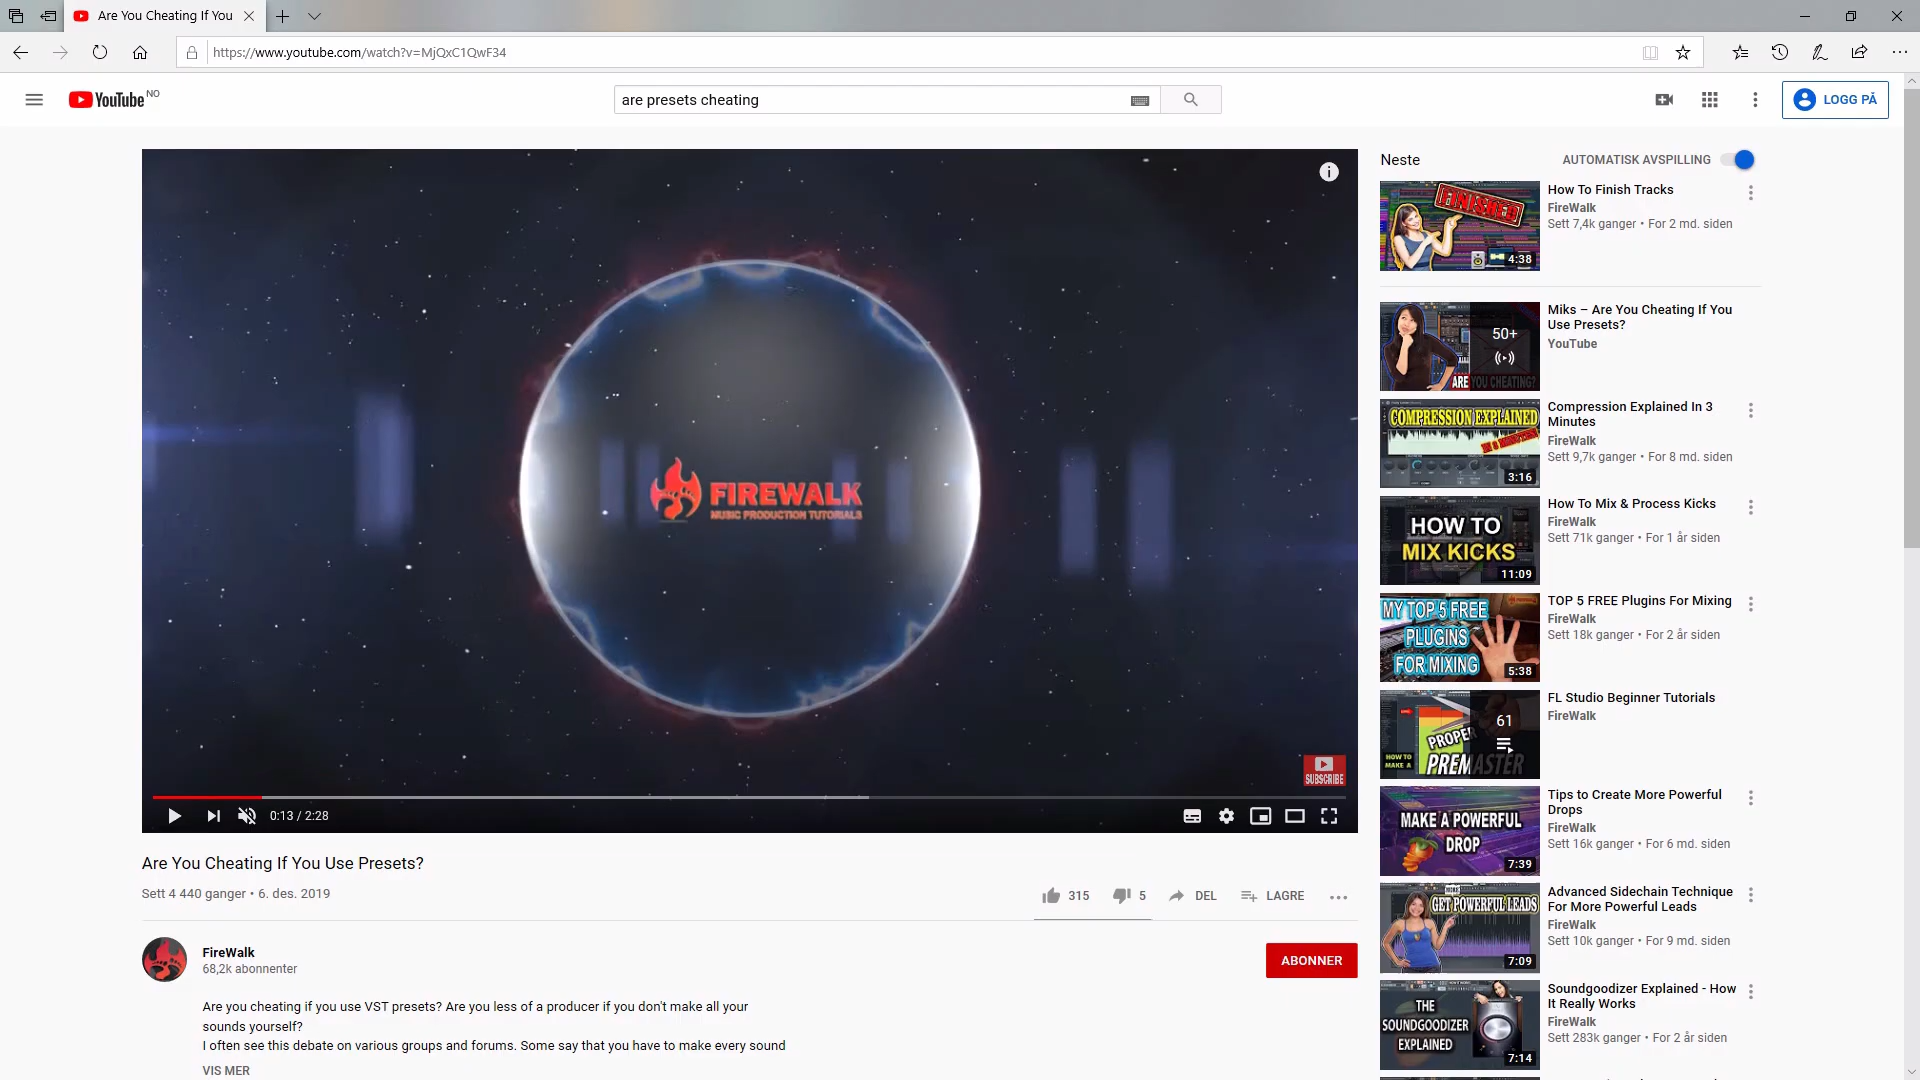 Are You Cheating If You
https://www.youtube.com/watch?v=MjQxC1QwF34
YouTube NO
are presets cheating
LOGG PÅ
FIREWALK
MUSIC PRODUCTION TUTORIALS
SUBSCRIBE
0:13 / 2:28
Are You Cheating If You Use Presets?
Sett 4 440 ganger • 6. des. 2019
315
5
DEL
LAGRE
FireWalk
68,2k abonnenter
ABONNER
Are you cheating if you use VST presets? Are you less of a producer if you don't make all your
sounds yourself?
I often see this debate on various groups and forums. Some say that you have to make every sound
VIS MER
Neste
AUTOMATISK AVSPILLING
FINISHED
4:38
How To Finish Tracks
FireWalk
Sett 7,4k ganger • For 2 md. siden
50+
ARE YOU CHEATING?
Miks – Are You Cheating If You
Use Presets?
YouTube
COMPRESSION EXPLAINED
IN 3 MINUTES
3:16
Compression Explained In 3
Minutes
FireWalk
Sett 9,7k ganger • For 8 md. siden
HOW TO
MIX KICKS
11:09
How To Mix & Process Kicks
FireWalk
Sett 71k ganger • For 1 år siden
MY TOP 5 FREE
PLUGINS
FOR MIXING
5:38
TOP 5 FREE Plugins For Mixing
FireWalk
Sett 18k ganger • For 2 år siden
61
PROPER
HOW TO
MAKE A
PREMASTER
FL Studio Beginner Tutorials
FireWalk
MAKE A POWERFUL
DROP
7:39
Tips to Create More Powerful
Drops
FireWalk
Sett 16k ganger • For 6 md. siden
GET POWERFUL LEADS
7:09
Advanced Sidechain Technique
For More Powerful Leads
FireWalk
Sett 10k ganger • For 9 md. siden
THE
SOUNDGOODIZER
EXPLAINED
7:14
Soundgoodizer Explained - How
It Really Works
FireWalk
Sett 283k ganger • For 2 år siden